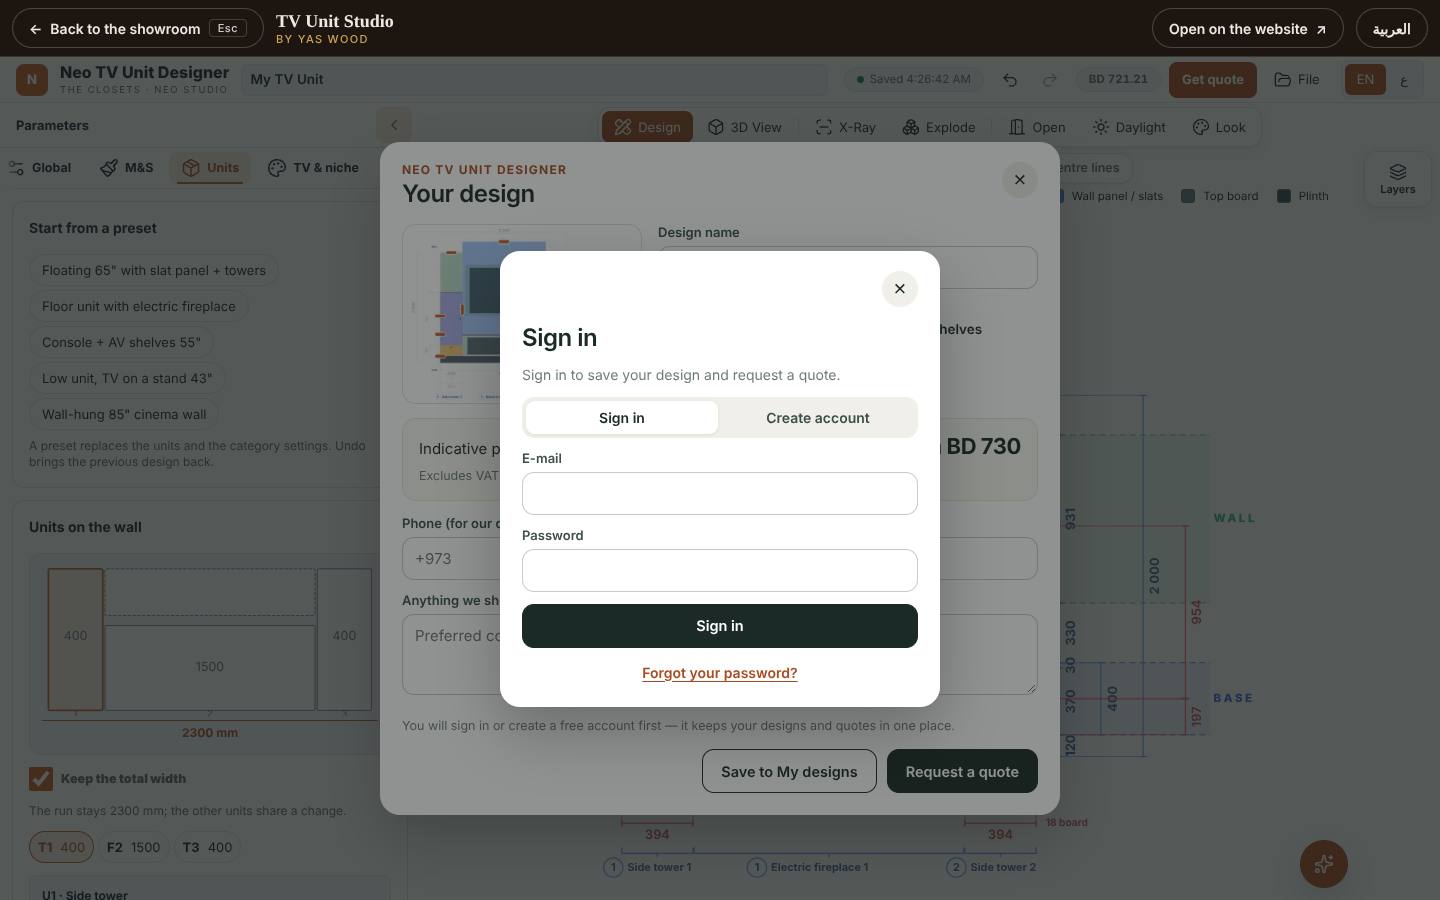 Back to the showroom Esc
TV Unit Studio
BY YAS WOOD
Open on the website
العربية
N
Neo TV Unit Designer
THE CLOSETS · NEO STUDIO
My TV Unit
Saved 4:26:42 AM
BD 721.21
Get quote
File
EN
ع
Parameters
Design
3D View
X-Ray
Explode
Open
Daylight
Look
Global
M&S
Units
TV & niche
entre lines
Wall panel / slats
Top board
Plinth
Layers
Start from a preset
Floating 65" with slat panel + towers
Floor unit with electric fireplace
Console + AV shelves 55"
Low unit, TV on a stand 43"
Wall-hung 85" cinema wall
A preset replaces the units and the category settings. Undo
brings the previous design back.
Units on the wall
400
1500
400
2300 mm
Keep the total width
The run stays 2300 mm; the other units share a change.
T1 400
F2 1500
T3 400
U1 · Side tower
NEO TV UNIT DESIGNER
Your design
Design name
helves
Indicative p
BD 730
Excludes VAT
Phone (for our
+973
Anything we sh
Preferred co
You will sign in or create a free account first — it keeps your designs and quotes in one place.
Save to My designs
Request a quote
Sign in
Sign in to save your design and request a quote.
Sign in
Create account
E-mail
Password
Sign in
Forgot your password?
931
WALL
2 000
954
330
30
370
400
BASE
197
120
394
394
18 board
1 Side tower 1
1 Electric fireplace 1
2 Side tower 2